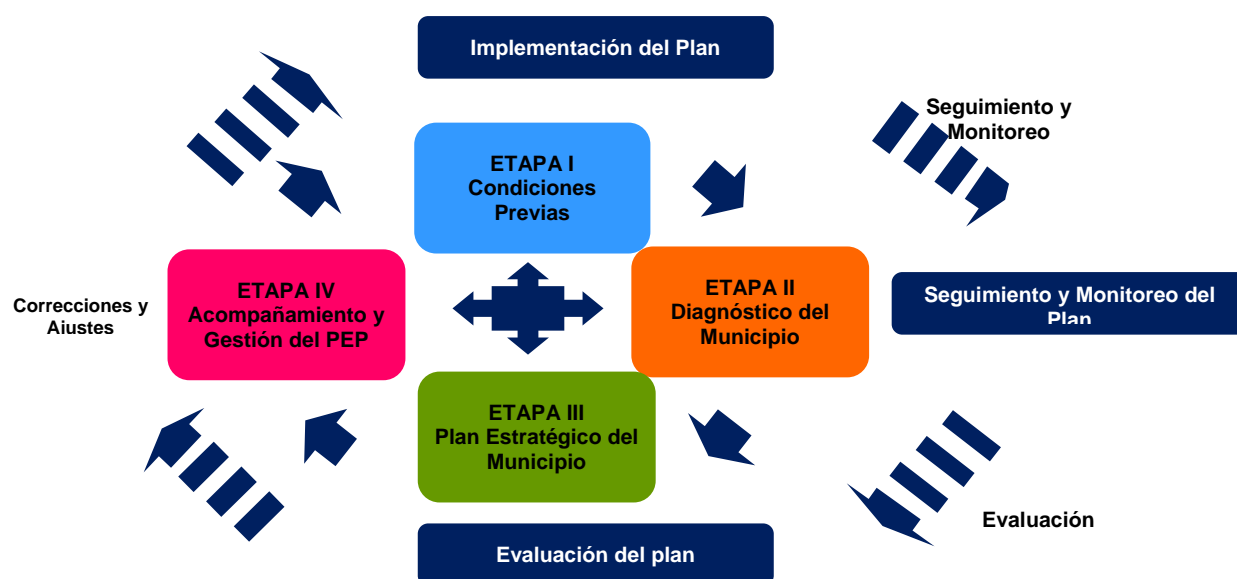 Implementación del Plan
Seguimiento y
Monitoreo
ETAPA I
Condiciones
Previas
Correcciones y
Aiustes
ETAPA IV
Acompañamiento y
Gestión del PEP
ETAPA II
Diagnóstico del
Municipio
Seguimiento y Monitoreo del
Plan
ETAPA III
Plan Estratégico del
Municipio
Evaluación
Evaluación del plan